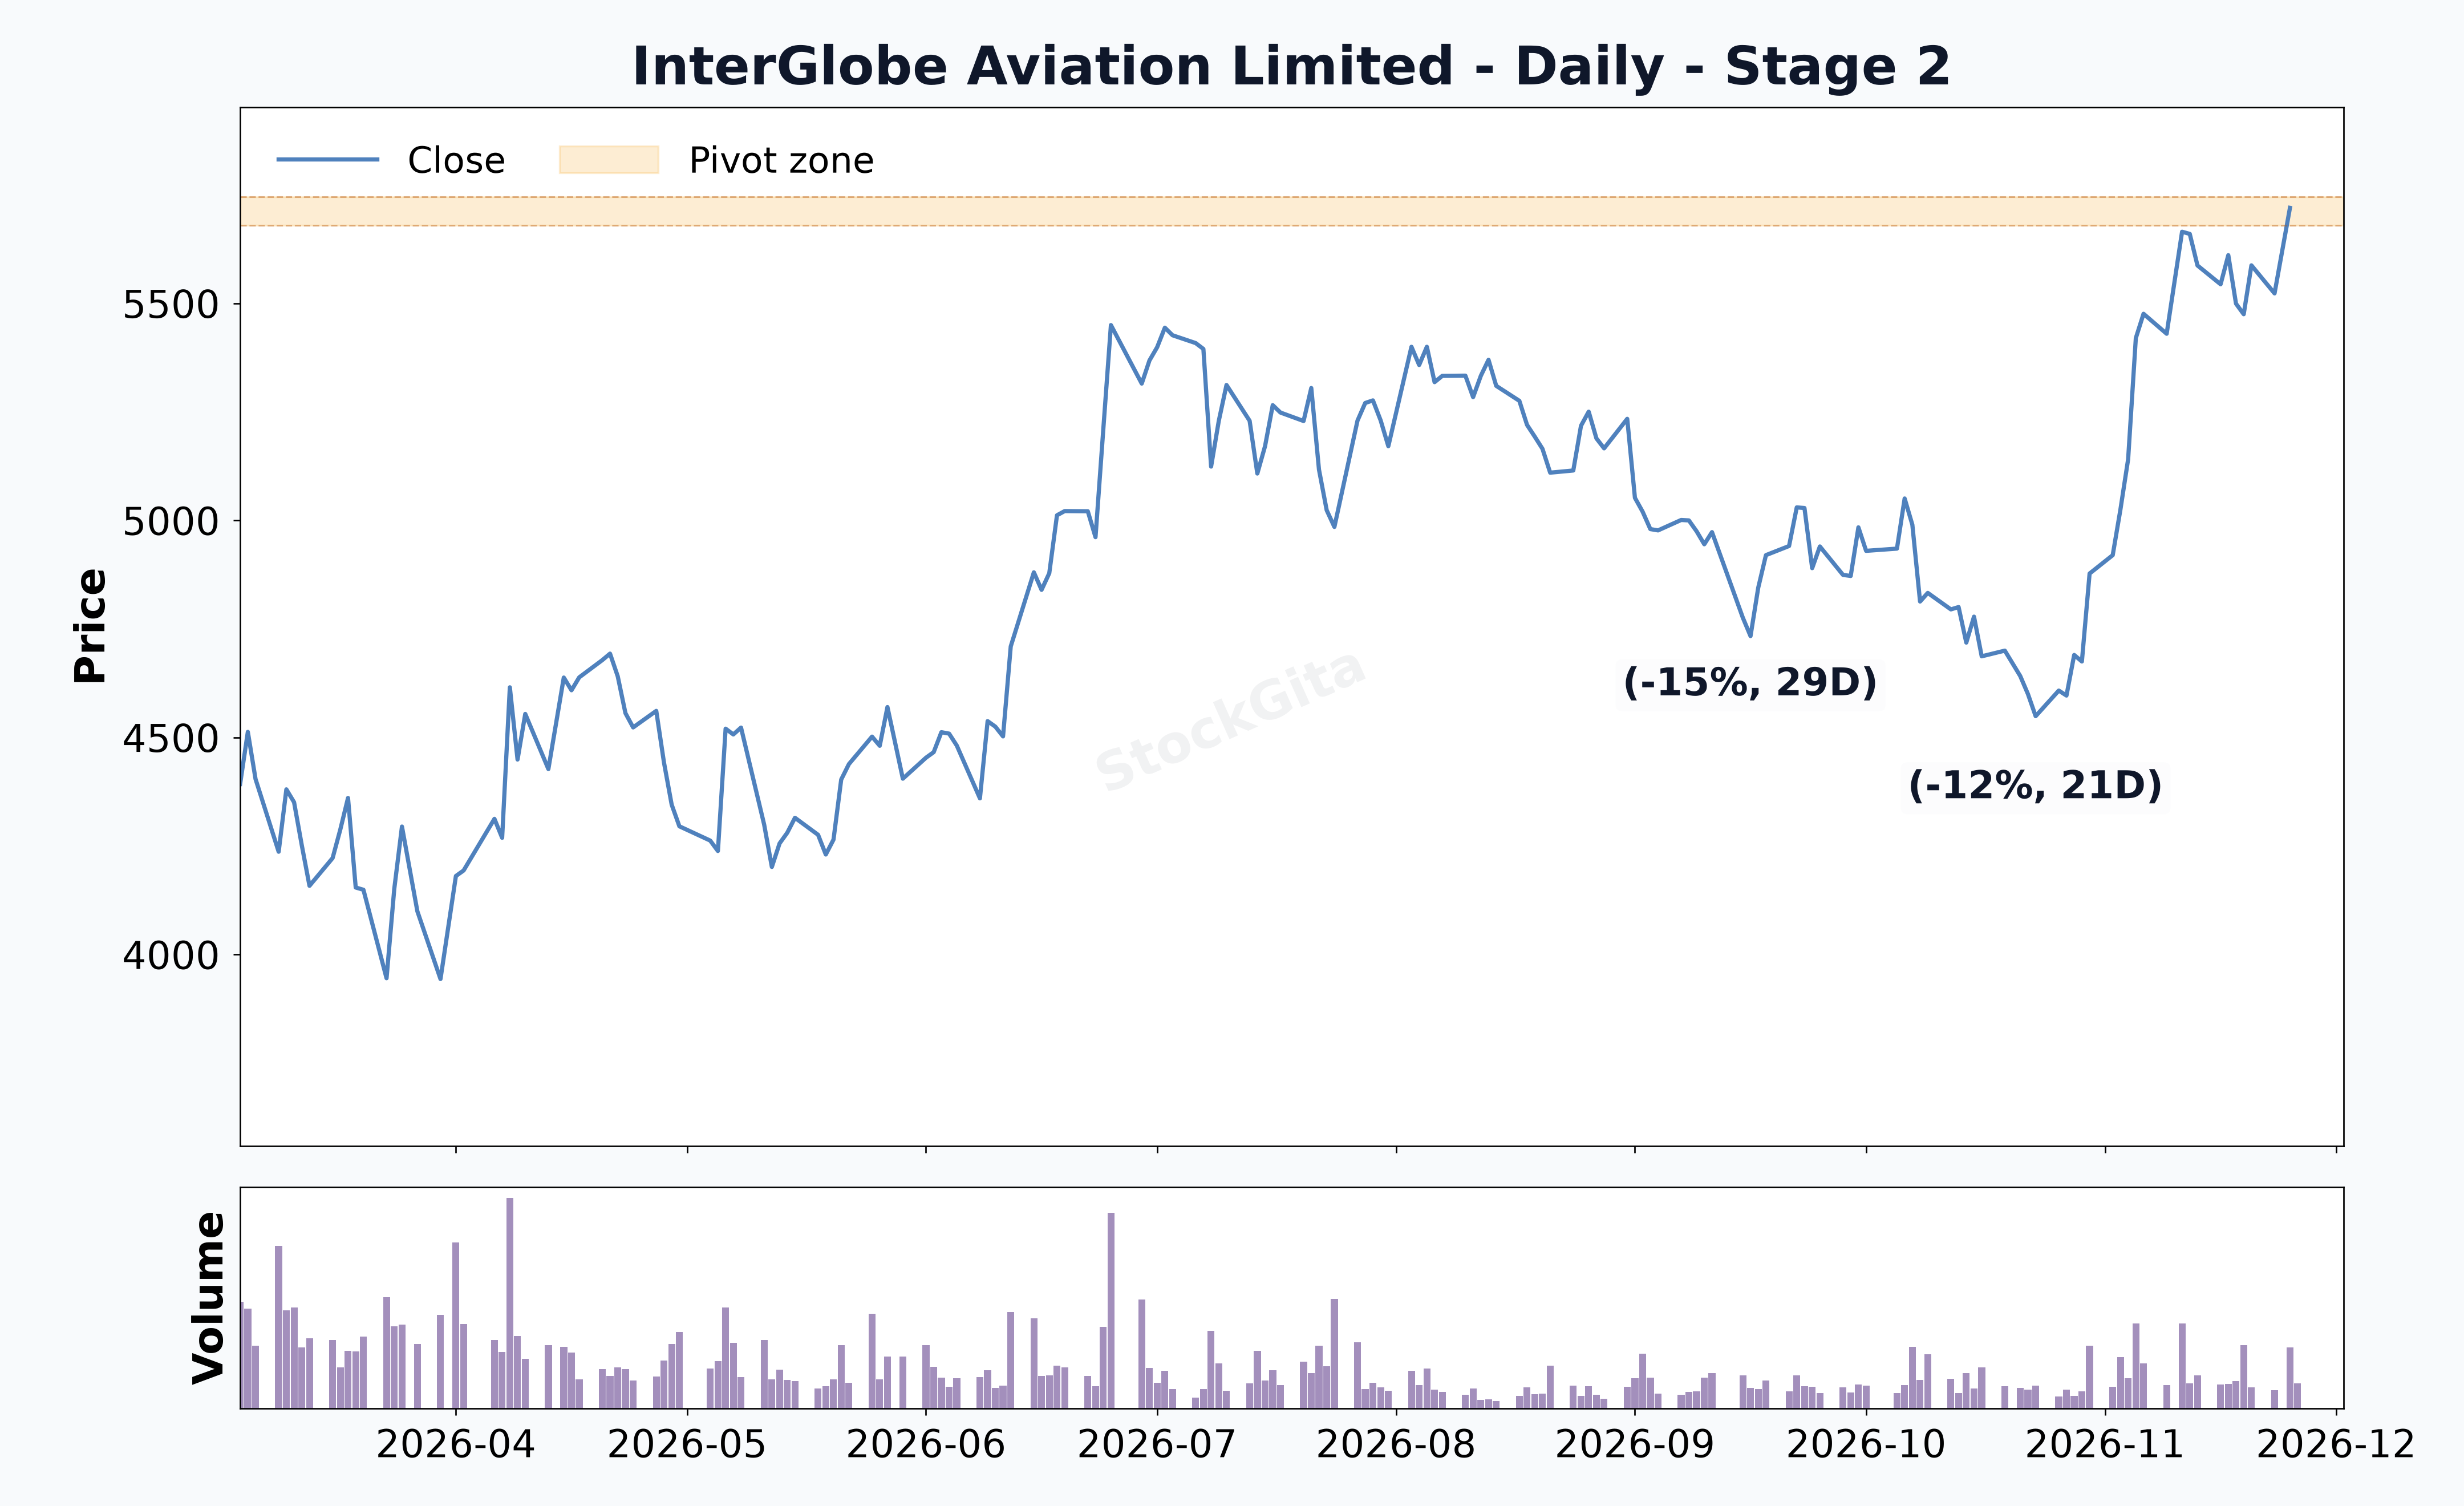 InterGlobe Aviation Limited - Daily - Stage 2
Close
Pivot zone
5500
5000
4500
4000
Price
StockGita
(-15%, 29D)
(-12%, 21D)
Volume
2026-04
2026-05
2026-06
2026-07
2026-08
2026-09
2026-10
2026-11
2026-12